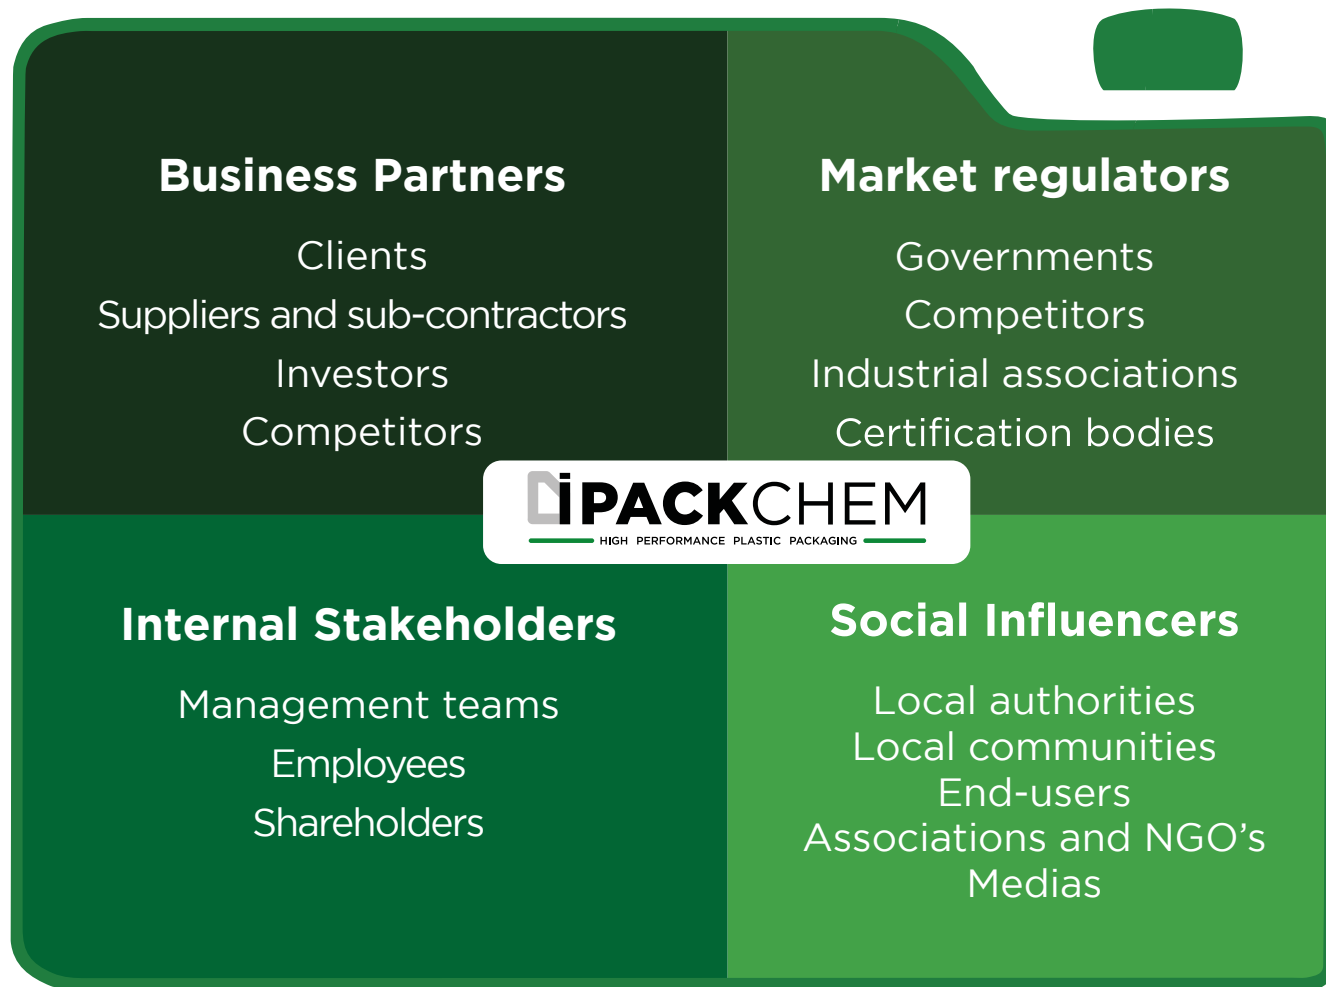 Business Partners
Clients
Suppliers and sub-contractors
Investors
Competitors
Market regulators
Governments
Competitors
Industrial associations
Certification bodies
iPACKCHEM
HIGH PERFORMANCE PLASTIC PACKAGING
Internal Stakeholders
Management teams
Employees
Shareholders
Social Influencers
Local authorities
Local communities
End-users
Associations and NGO’s
Medias